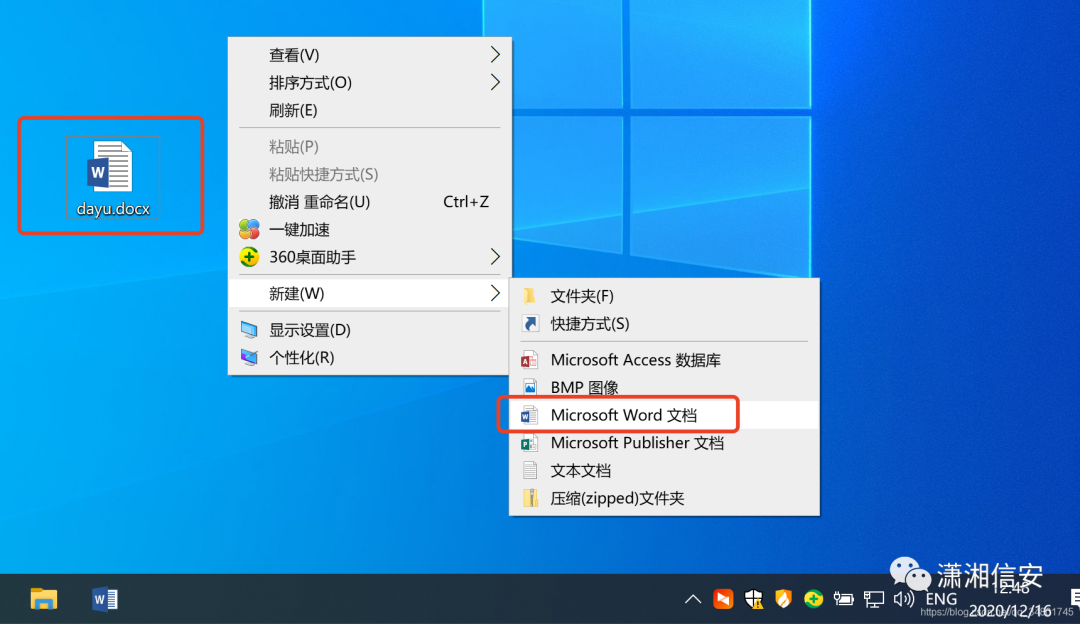 查看(V)
排序方式(O)
刷新(E)
粘贴(P)
粘贴快捷方式(S)
撤消 重命名(U) Ctrl+Z
一键加速
360桌面助手
新建(W)
显示设置(D)
个性化(R)
dayu.docx
文件夹(F)
快捷方式(S)
Microsoft Access 数据库
BMP 图像
Microsoft Word 文档
Microsoft Publisher 文档
文本文档
压缩(zipped)文件夹
潇湘信安
12:48
ENG
2020/12/16